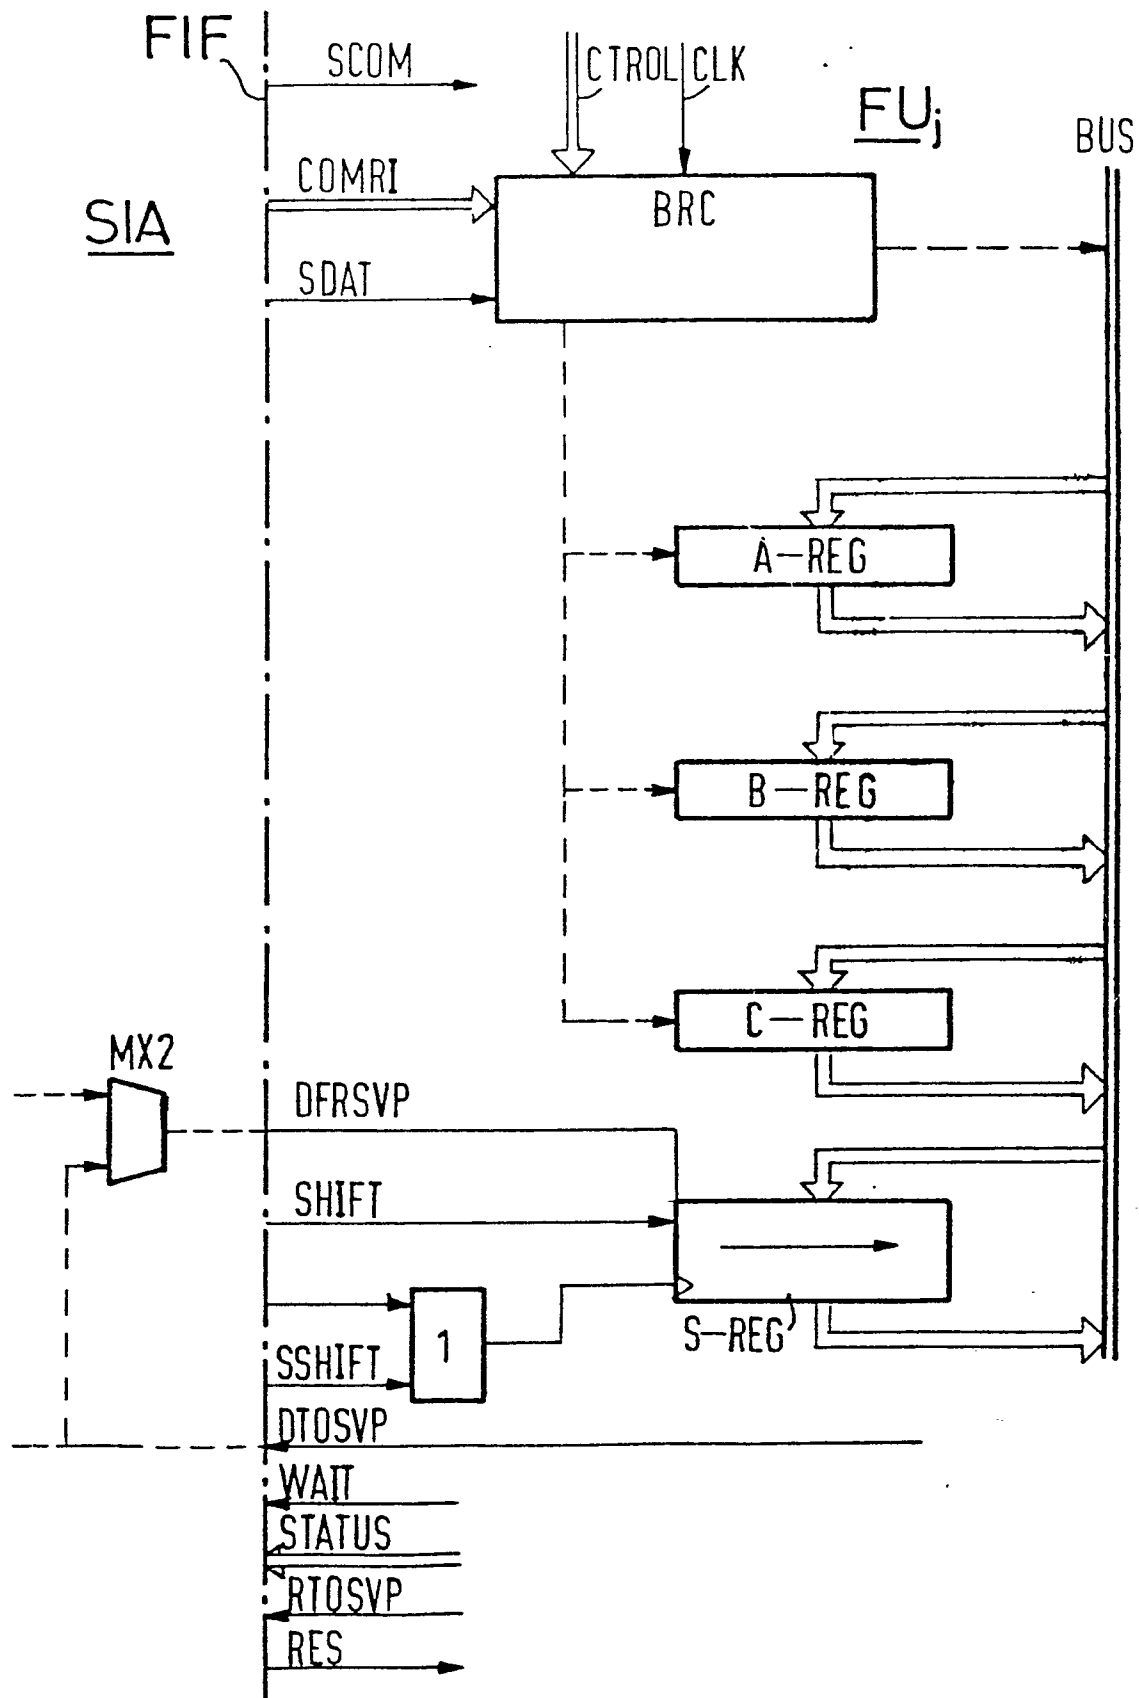 FIF
SCOM
CTROL
CLK
FUj
BUS
COMRI
BRC
SIA
SDAT
A-REG
B-REG
C-REG
MX2
DFRSVP
SHIFT
1
S-REG
SSHIFT
DTOSVP
WAIT
STATUS
RTOSVP
RES